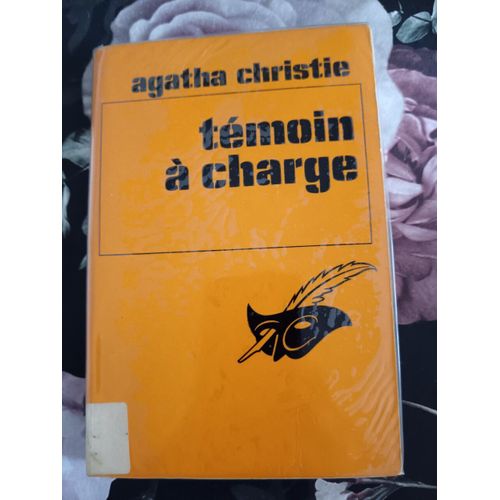 agatha christie
témoin
à charge